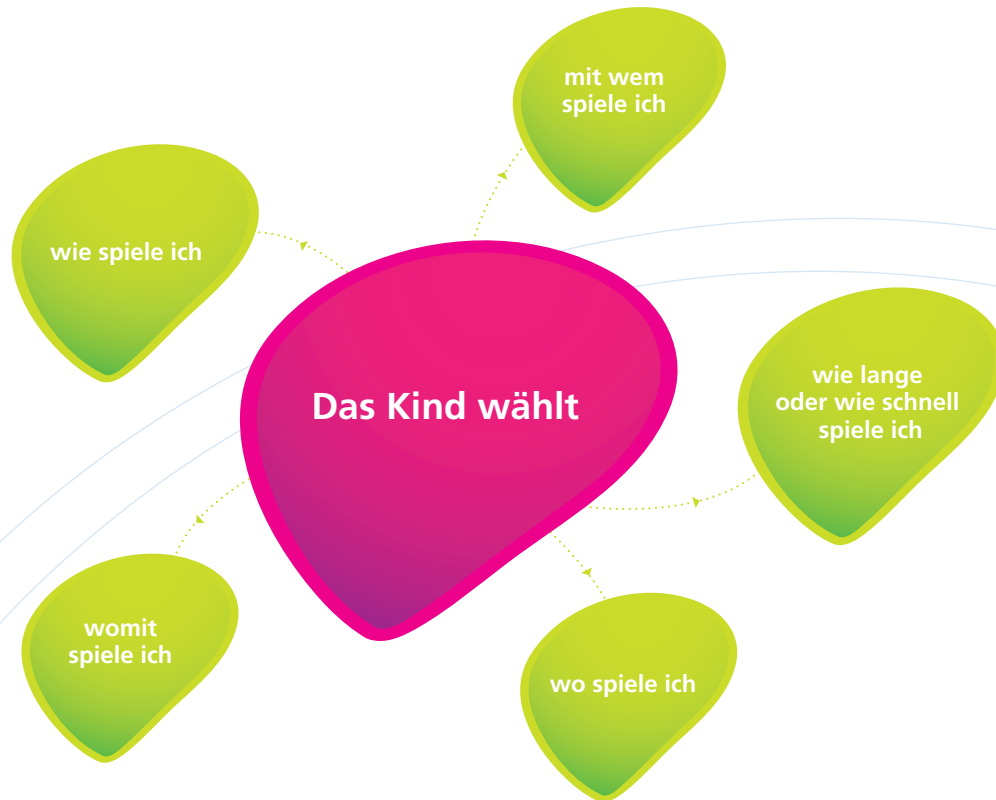 mit wem
spiele ich
wie spiele ich
Das Kind wählt
wie lange
oder wie schnell
spiele ich
womit
spiele ich
wo spiele ich